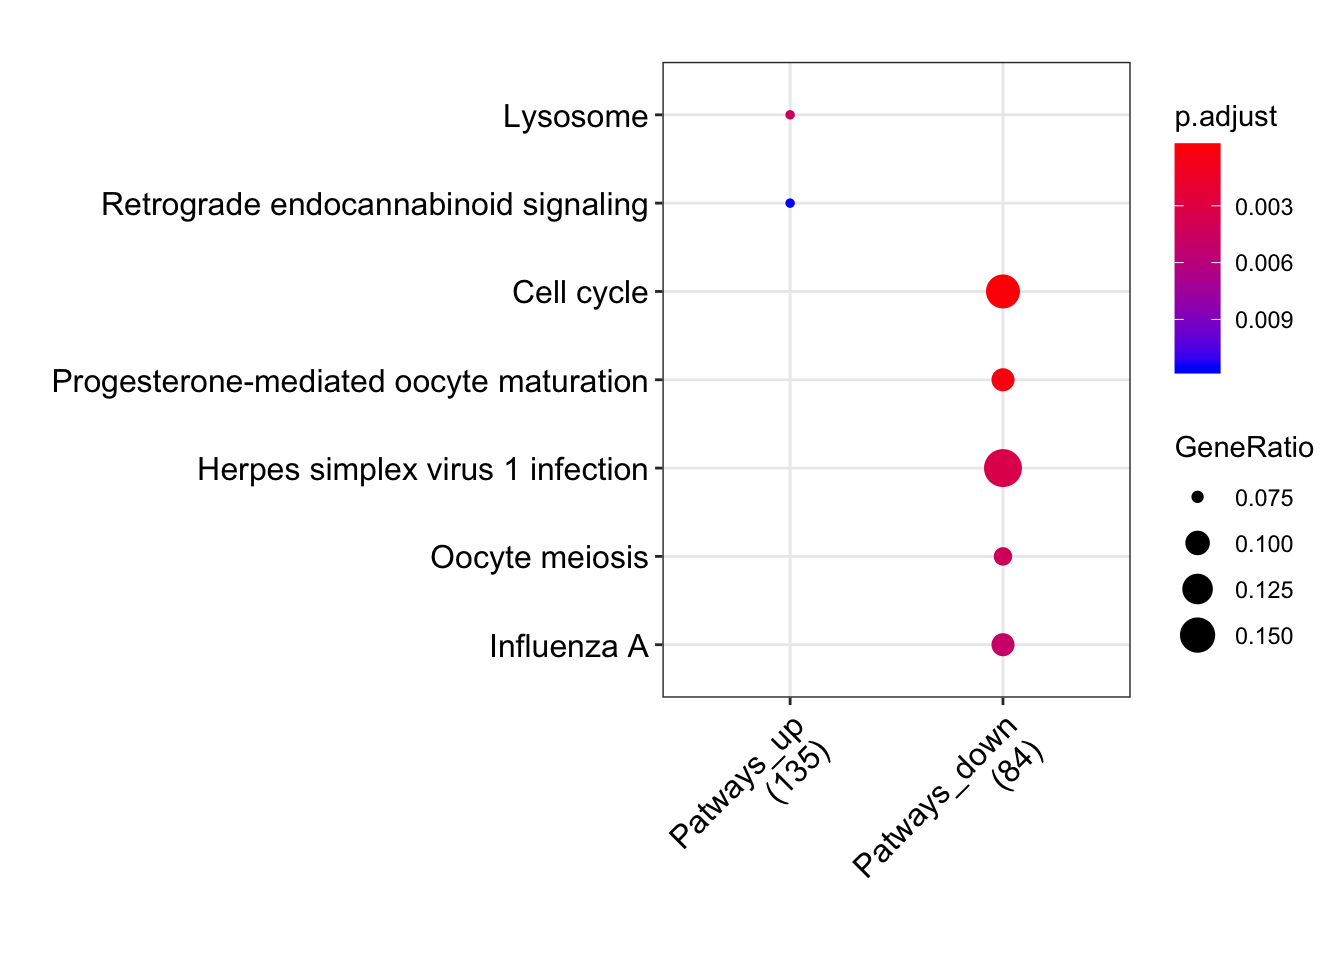 Lysosome
Retrograde endocannabinoid signaling
Cell cycle
Progesterone-mediated oocyte maturation
Herpes simplex virus 1 infection
Oocyte meiosis
Influenza A
Patways_up
(135)
Patways_down
(84)
p.adjust
0.003
0.006
0.009
GeneRatio
0.075
0.100
0.125
0.150